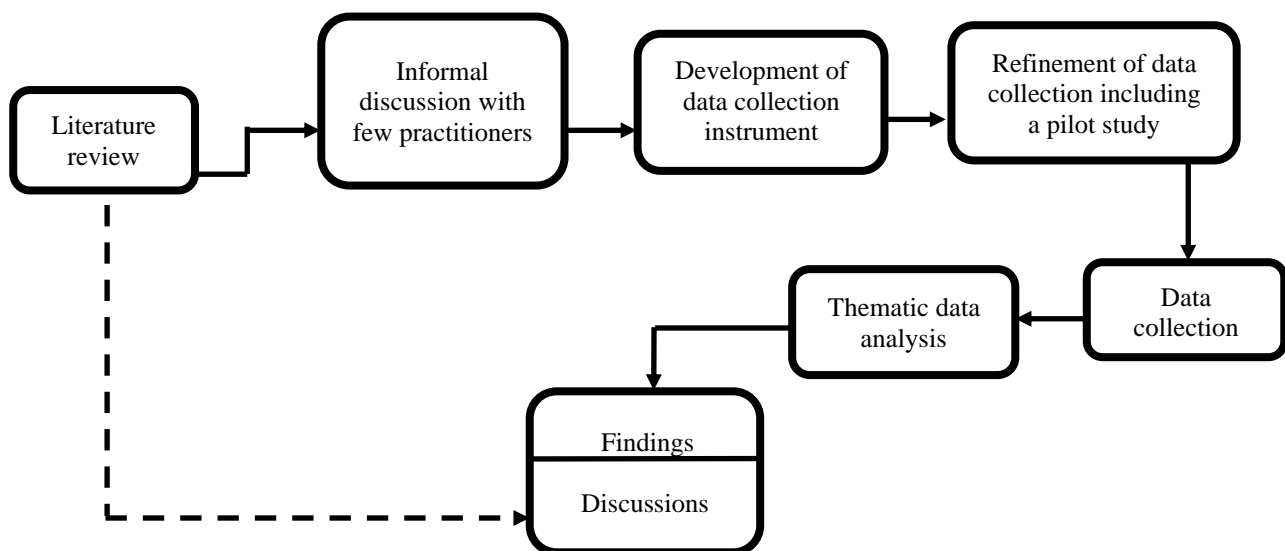 Literature
review
Informal
discussion with
few practitioners
Development of
data collection
instrument
Refinement of data
collection including
a pilot study
Data
collection
Thematic data
analysis
Findings
Discussions